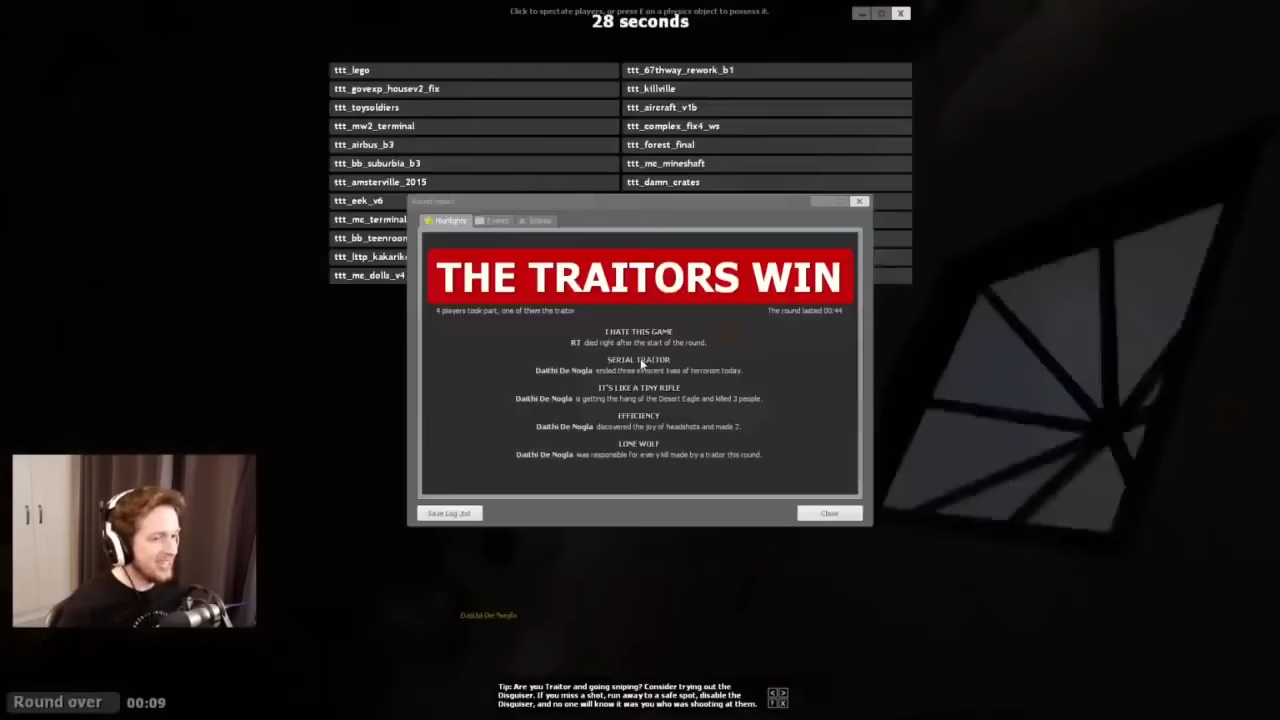 Click to spectate players, or press E on a physics object to possess it.
28 seconds
ttt_lego
ttt_67thway_rework_b1
ttt_govexp_housev2_fix
ttt_killville
ttt_toysoldiers
ttt_aircraft_v1b
ttt_mw2_terminal
ttt_complex_fix4_ws
ttt_airbus_b3
ttt_forest_final
ttt_bb_suburbia_b3
ttt_mc_mineshaft
ttt_amsterville_2015
ttt_damn_crates
ttt_eek_v6
Round report
ttt_mc_terminal
Highlights Events Scores
ttt_bb_teenroom
ttt_lttp_kakarik
ttt_mc_dolls_v4
THE TRAITORS WIN
4 players took part, one of them the traitor
The round lasted 00:44
I HATE THIS GAME
RT died right after the start of the round.
SERIAL TRAITOR
Daithi De Nogla ended three innocent lives of terrorism today.
IT'S LIKE A TINY RIFLE
Daithi De Nogla is getting the hang of the Desert Eagle and killed 3 people.
EFFICIENCY
Daithi De Nogla discovered the joy of headshots and made 2.
LONE WOLF
Daithi De Nogla was responsible for every kill made by a traitor this round.
Save Log .txt
Close
Daithi De Nogla
Tip: Are you Traitor and going sniping? Consider trying out the
Disguiser. If you miss a shot, run away to a safe spot, disable the
Disguiser, and no one will know it was you who was shooting at them.
Round over 00:09